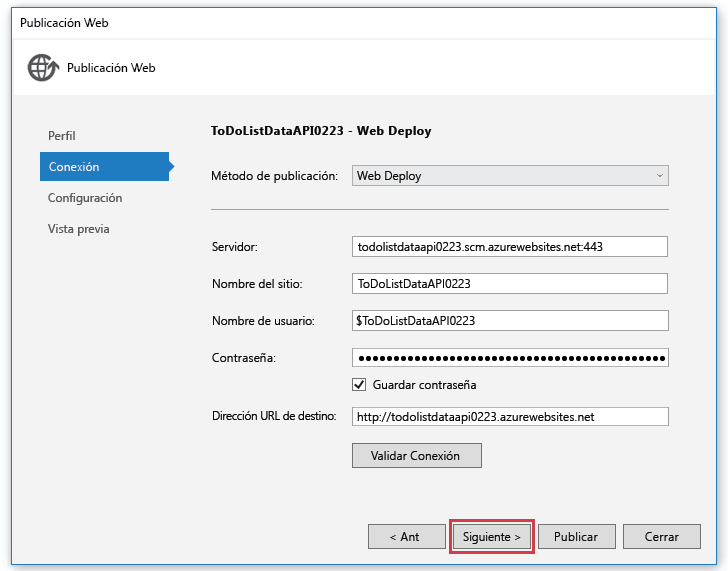 Publicación Web
Publicación Web
Perfil
Conexión
Configuración
Vista previa
ToDoListDataAPI0223 - Web Deploy
Método de publicación: Web Deploy
Servidor: todolistdataapi0223.scm.azurewebsites.net:443
Nombre del sitio: ToDoListDataAPI0223
Nombre de usuario: $ToDoListDataAPI0223
Contraseña:
Guardar contraseña
Dirección URL de destino: http://todolistdataapi0223.azurewebsites.net
Validar Conexión
< Ant Siguiente > Publicar Cerrar